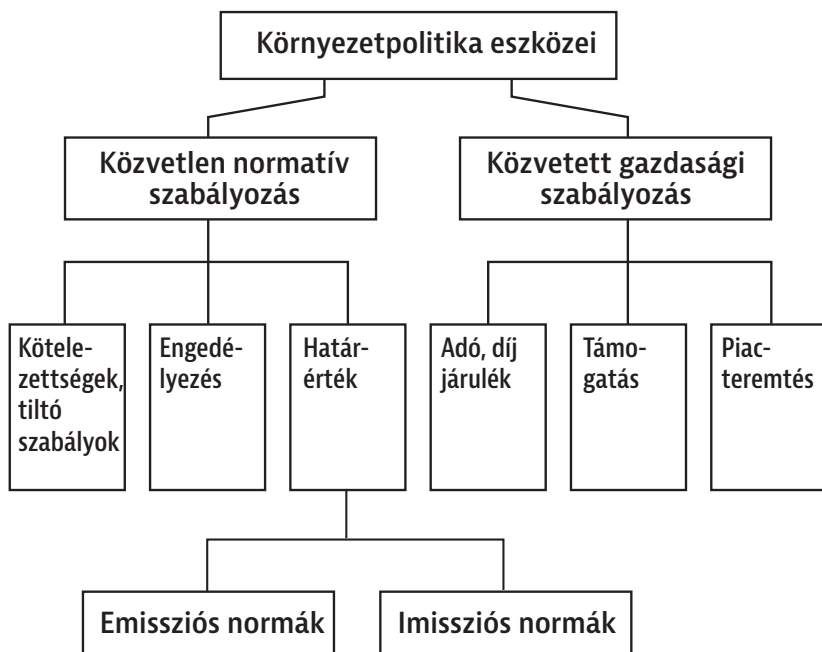 Környezetpolitika eszközei
Közvetlen normatív
szabályozás
Közvetett gazdasági
szabályozás
Kötele-
zettségek,
tiltó
szabályok
Engedé-
lyezés
Határ-
érték
Adó, díj
járulék
Támo-
gatás
Piac-
teremtés
Emissziós normák
Imissziós normák